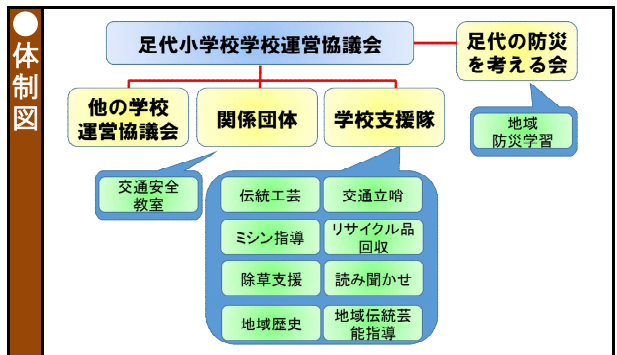 ●体制図
足代小学校学校運営協議会
足代の防災
を考える会
他の学校
運営協議会
関係団体
学校支援隊
地域
防災学習
交通安全
教室
伝統工芸
交通立哨
ミシン指導
リサイクル品
回収
除草支援
読み聞かせ
地域歴史
地域伝統芸
能指導